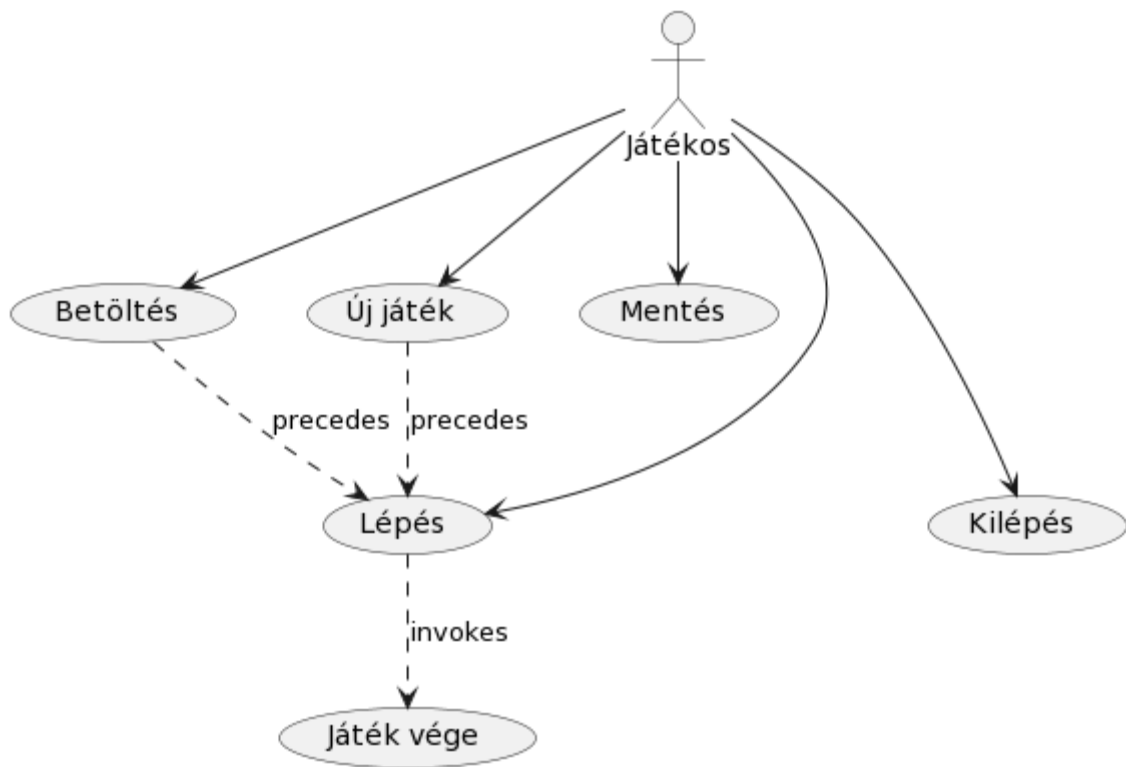 Játékos
Betöltés
Új játék
Mentés
precedes
precedes
Lépés
Kilépés
invokes
Játék vége